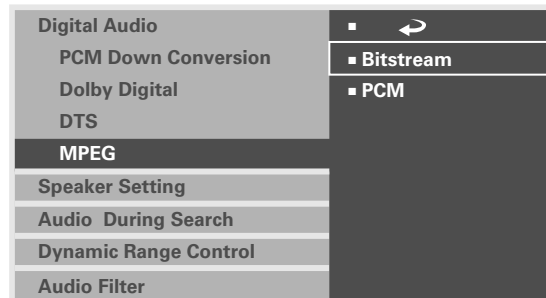 Digital Audio
PCM Down Conversion
Dolby Digital
DTS
MPEG
Speaker Setting
Audio During Search
Dynamic Range Control
Audio Filter
Bitstream
PCM